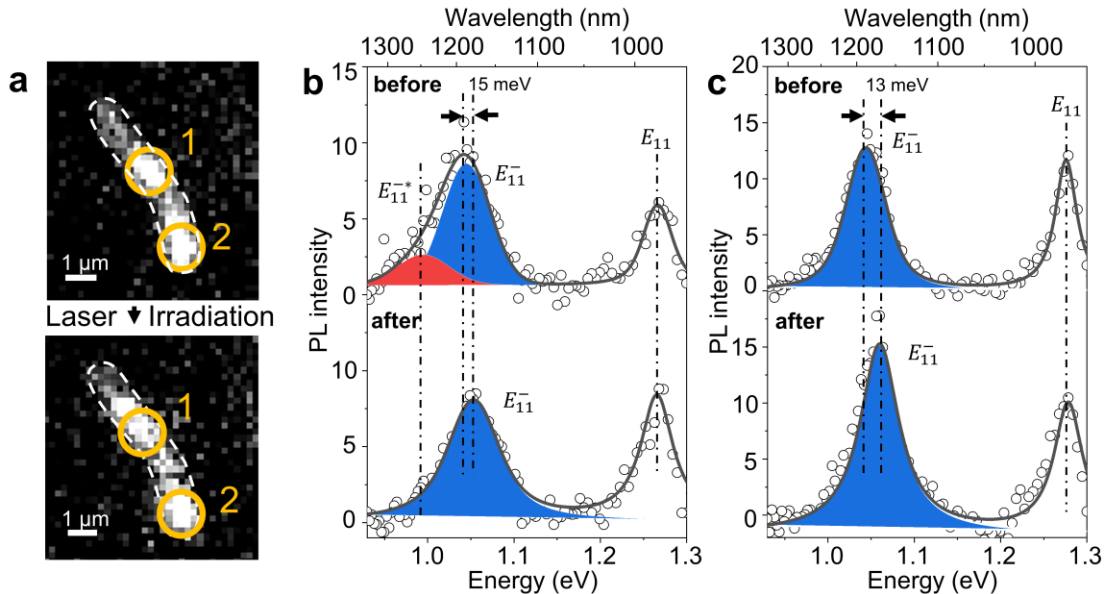 a
1
2
1 µm
Laser Irradiation
1
2
1 µm
b
Wavelength (nm)
1300 1200 1100 1000
15
before
15 meV
E₁₁
E₁₁⁻*
E₁₁⁻
10
5
0
after
E₁₁⁻
10
5
0
PL intensity
1.0 1.1 1.2 1.3
Energy (eV)
c
Wavelength (nm)
1300 1200 1100 1000
20
before
13 meV
E₁₁
E₁₁⁻
15
10
5
0
after
E₁₁⁻
15
10
5
0
PL intensity
1.0 1.1 1.2 1.3
Energy (eV)